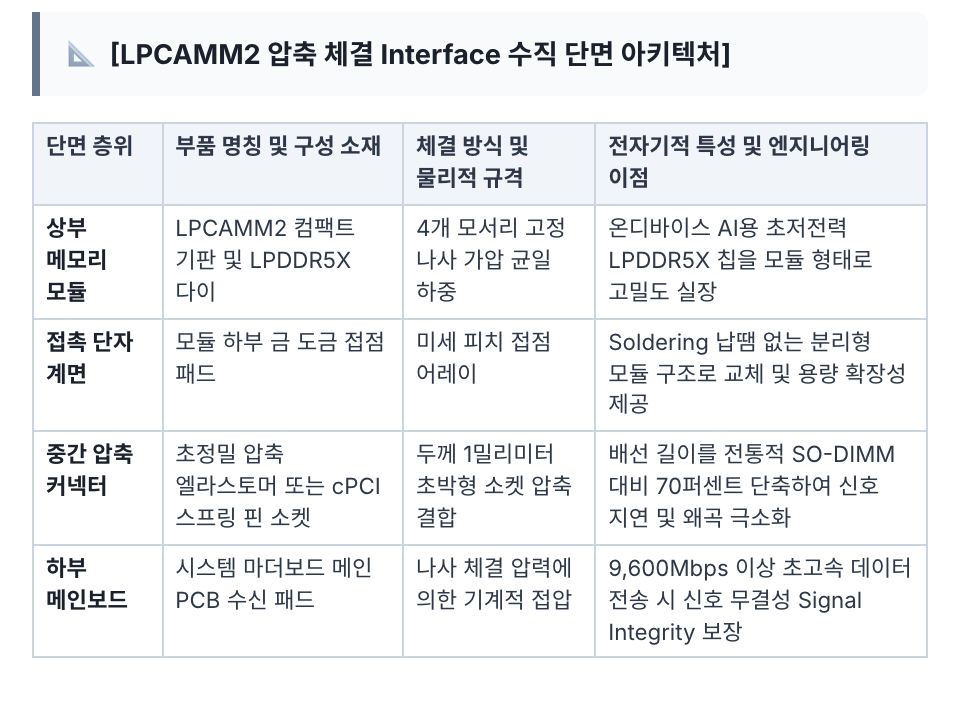 [LPCAMM2 압축 체결 Interface 수직 단면 아키텍처]
단면 층위
부품 명칭 및 구성 소재
체결 방식 및
물리적 규격
전자기적 특성 및 엔지니어링
이점
상부
메모리
모듈
LPCAMM2 컴팩트
기판 및 LPDDR5X
다이
4개 모서리 고정
나사 가압 균일
하중
온디바이스 AI용 초저전력
LPDDR5X 칩을 모듈 형태로
고밀도 실장
접촉 단자
계면
모듈 하부 금 도금 접점
패드
미세 피치 접점
어레이
Soldering 납땜 없는 분리형
모듈 구조로 교체 및 용량 확장성
제공
중간 압축
커넥터
초정밀 압축
엘라스토머 또는 cPCI
스프링 핀 소켓
두께 1밀리미터
초박형 소켓 압축
결합
배선 길이를 전통적 SO-DIMM
대비 70퍼센트 단축하여 신호
지연 및 왜곡 극소화
하부
메인보드
시스템 마더보드 메인
PCB 수신 패드
나사 체결 압력에
의한 기계적 접압
9,600Mbps 이상 초고속 데이터
전송 시 신호 무결성 Signal
Integrity 보장